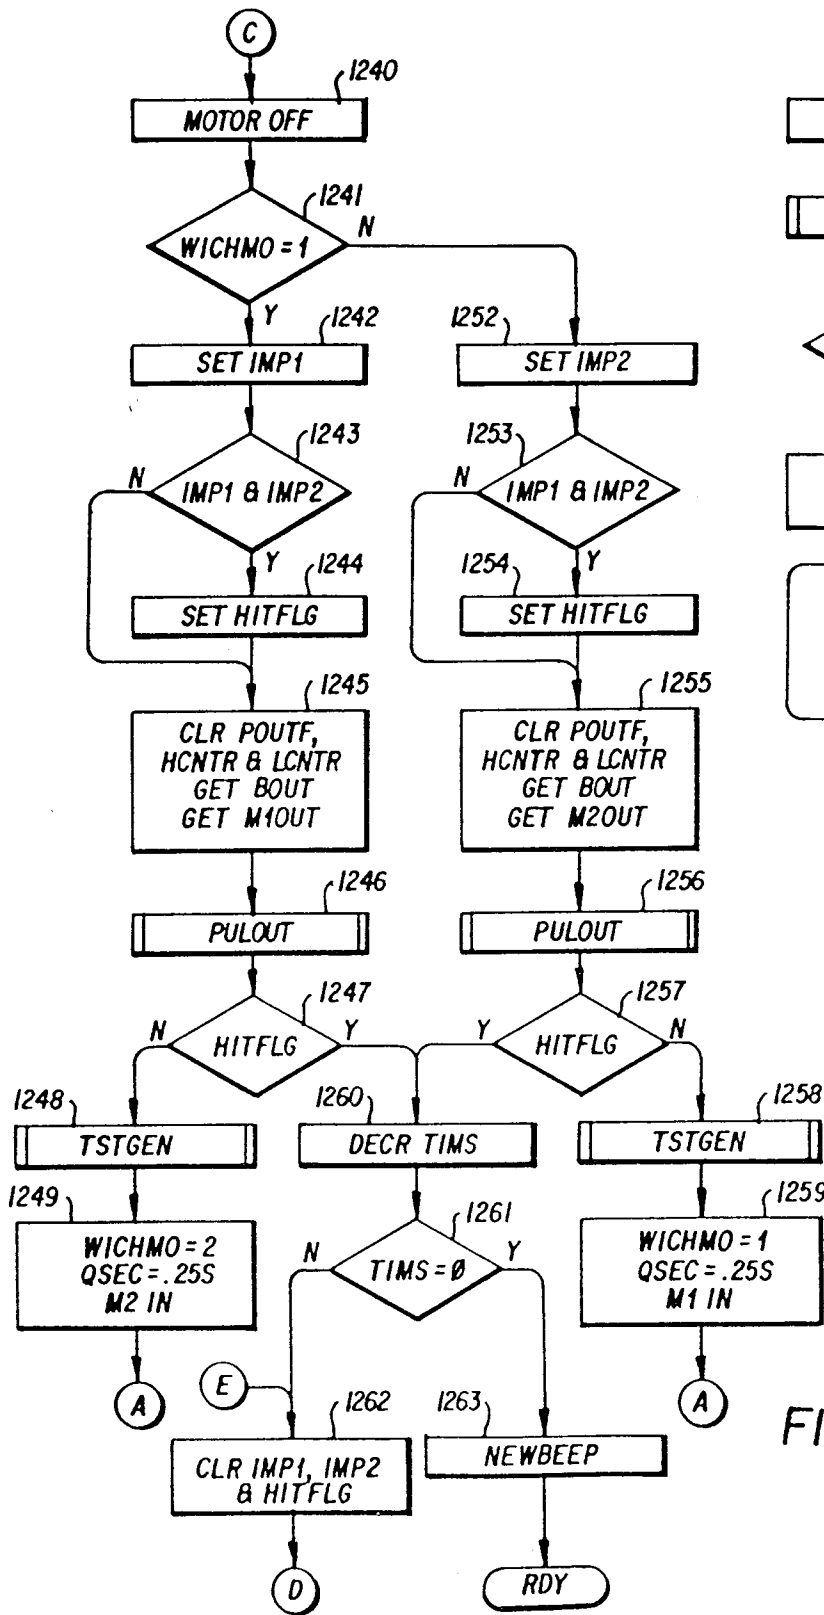 C
1240
MOTOR OFF
1241
WICHMO = 1
N
Y
1242
SET IMP1
1252
SET IMP2
1243
IMP1 & IMP2
N
Y
1253
IMP1 & IMP2
N
Y
1244
SET HITFLG
1254
SET HITFLG
1245
CLR POUTF,
HCNTR & LCNTR
GET BOUT
GET M1OUT
1255
CLR POUTF,
HCNTR & LCNTR
GET BOUT
GET M2OUT
1246
PULOUT
1256
PULOUT
1247
N
HITFLG
Y
1257
Y
HITFLG
N
1248
TSTGEN
1260
DECR TIMS
1258
TSTGEN
1249
WICHMO = 2
QSEC = .25S
M2 IN
1261
N
TIMS = Ø
Y
1259
WICHMO = 1
QSEC = .25S
M1 IN
A
E
A
1262
CLR IMP1, IMP2
& HITFLG
1263
NEWBEEP
FI
D
RDY